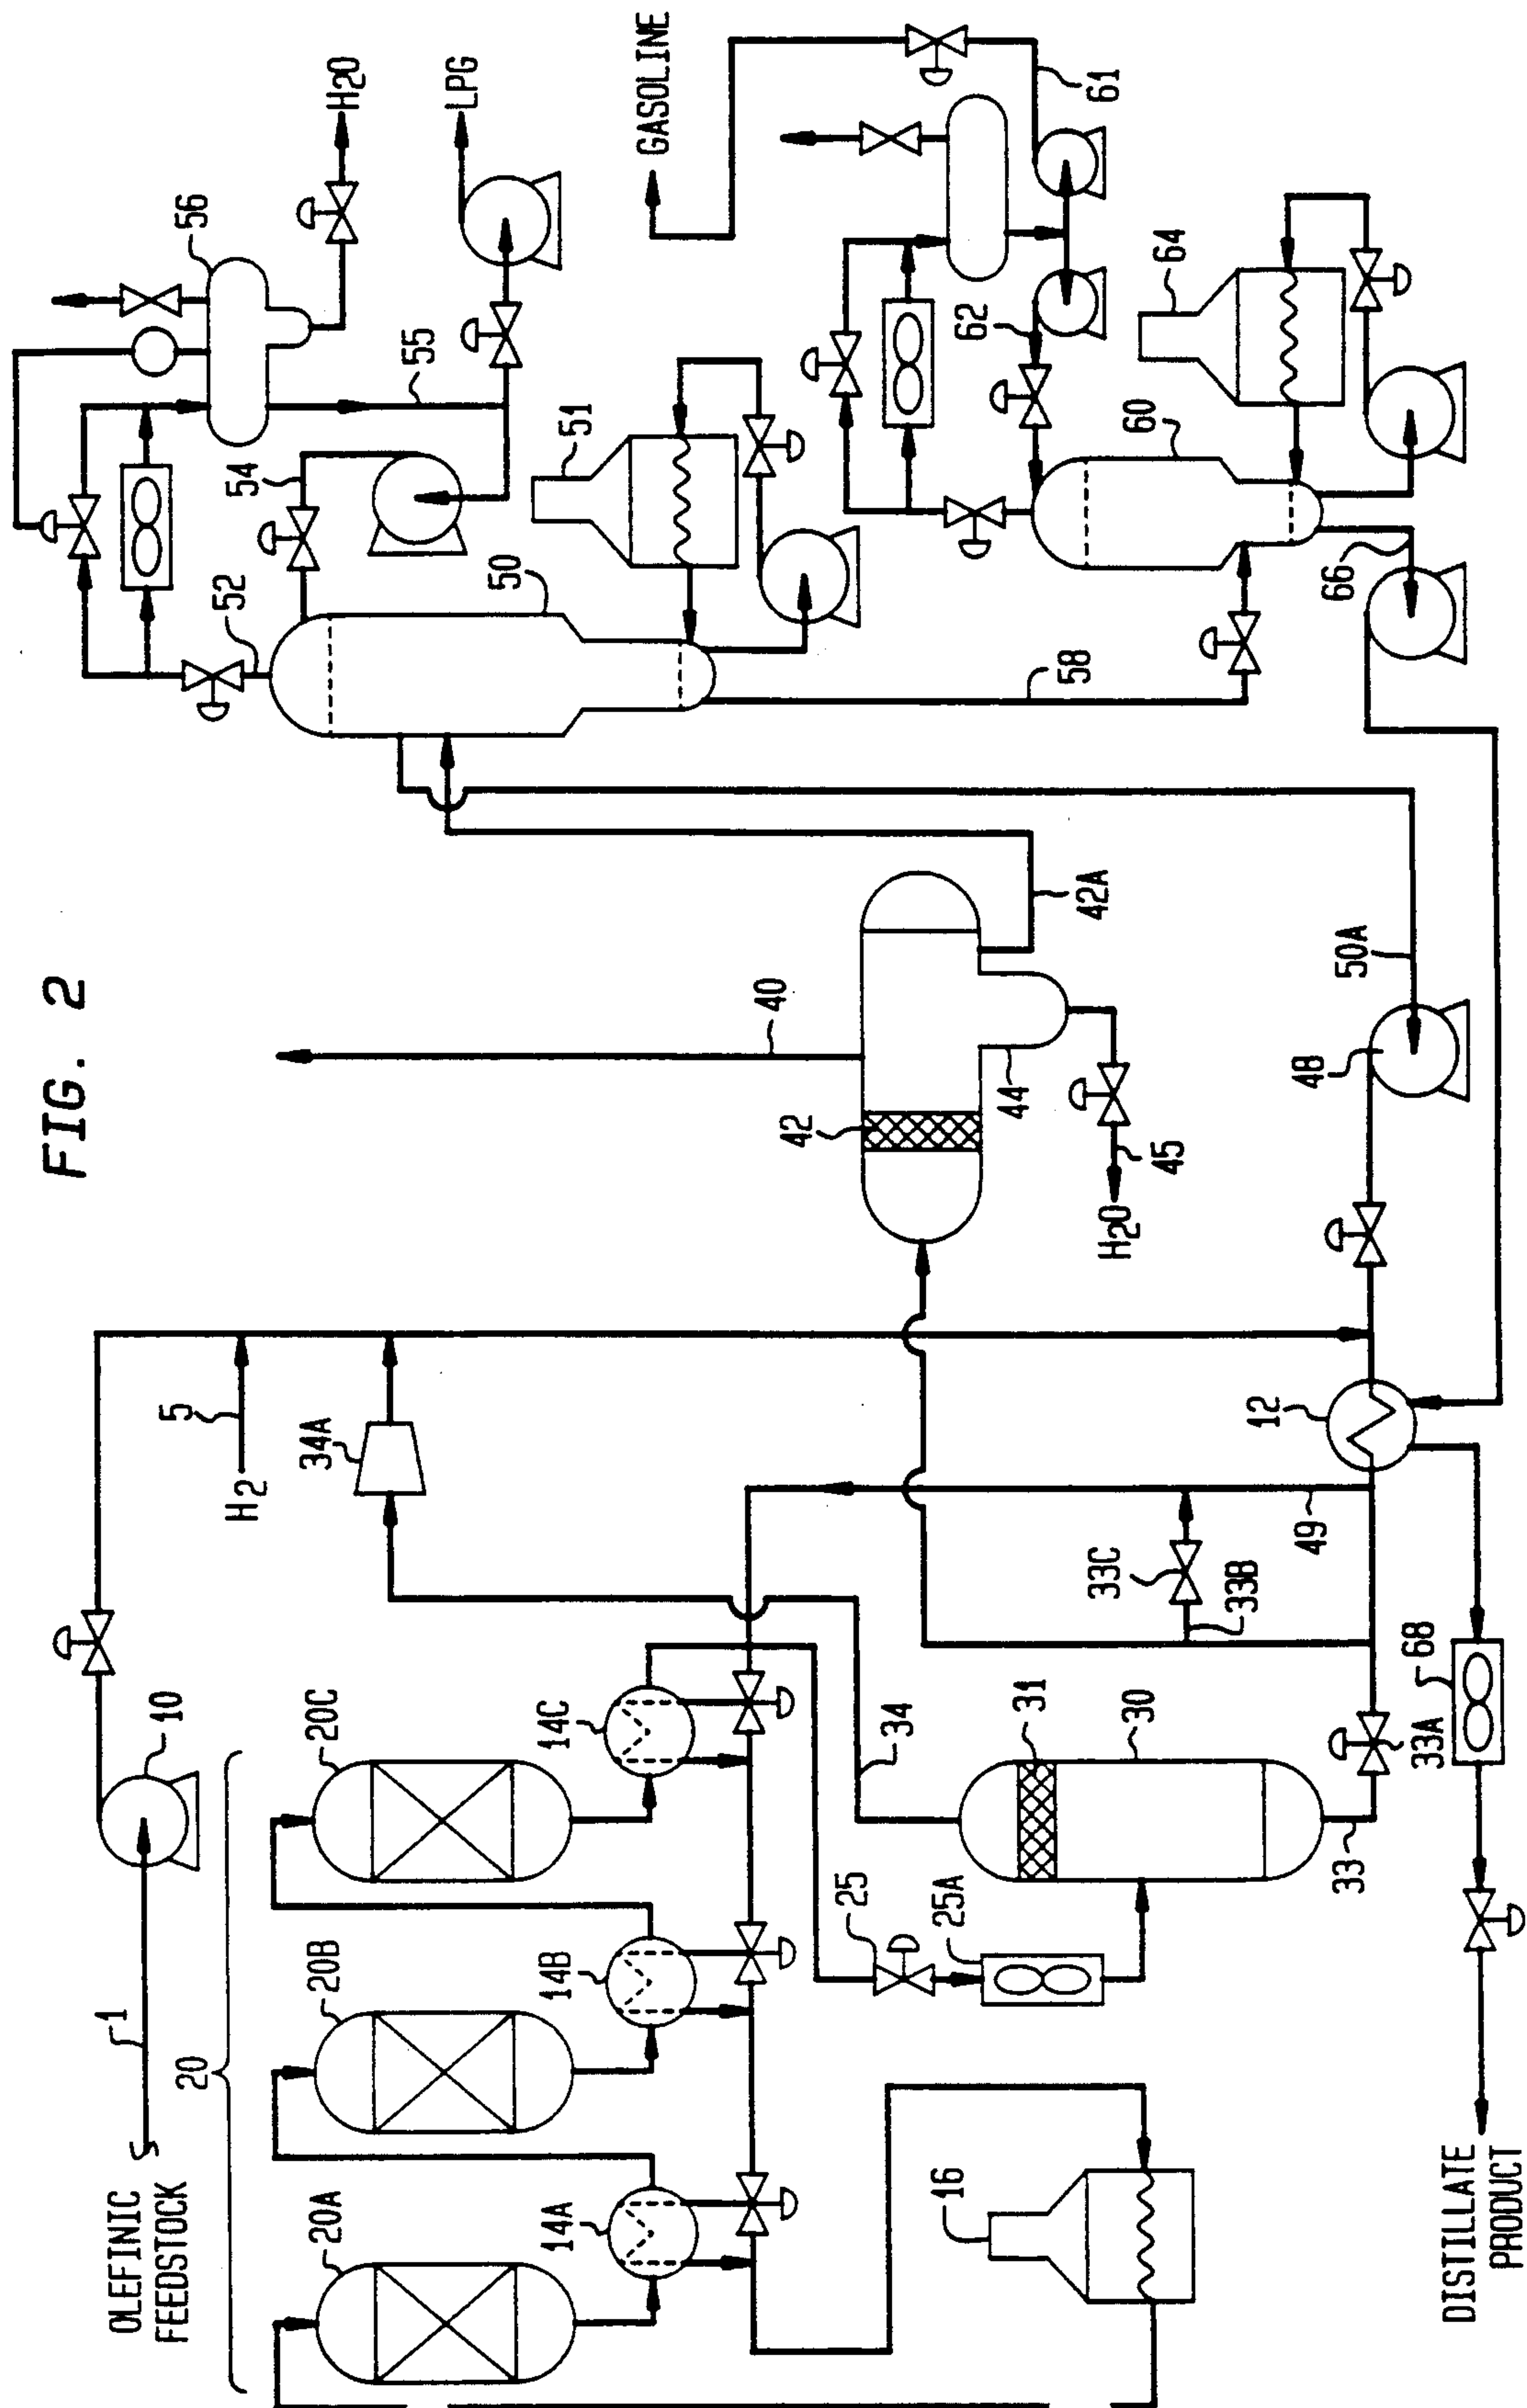 FIG. 2
OLEFINIC
FEEDSTOCK
1
10
20
20A
20B
20C
14A
14B
14C
16
H2
5
34A
25
25A
34
31
30
33
33A
33B
33C
49
12
68
DISTILLATE
PRODUCT
40
42
44
45
H2O
42A
48
50A
50
51
52
54
55
56
H2O
LPG
58
60
61
62
64
66
GASOLINE